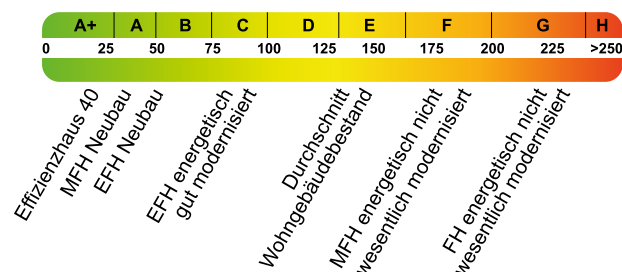 A+ A B C D E F G H
0 25 50 75 100 125 150 175 200 225 >250
Effizienzhaus 40
MFH Neubau
EFH Neubau
EFH energetisch
gut modernisiert
Durchschnitt
Wohngebäudebestand
MFH energetisch nicht
wesentlich modernisiert
FH energetisch nicht
wesentlich modernisiert